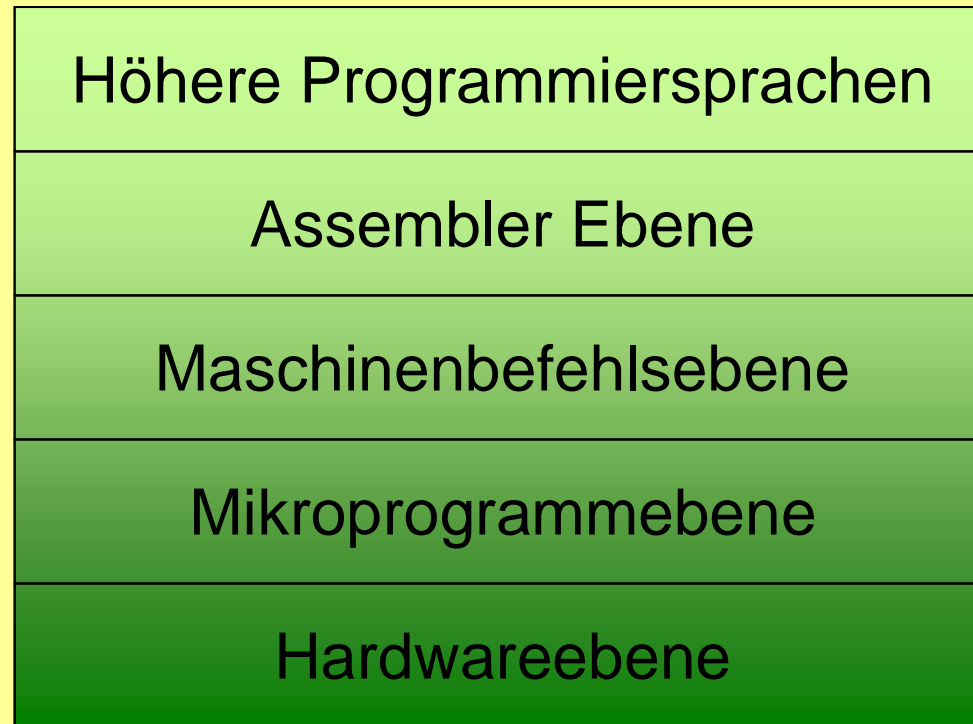 Höhere Programmiersprachen
Assembler Ebene
Maschinenbefehlsebene
Mikroprogrammebene
Hardwareebene